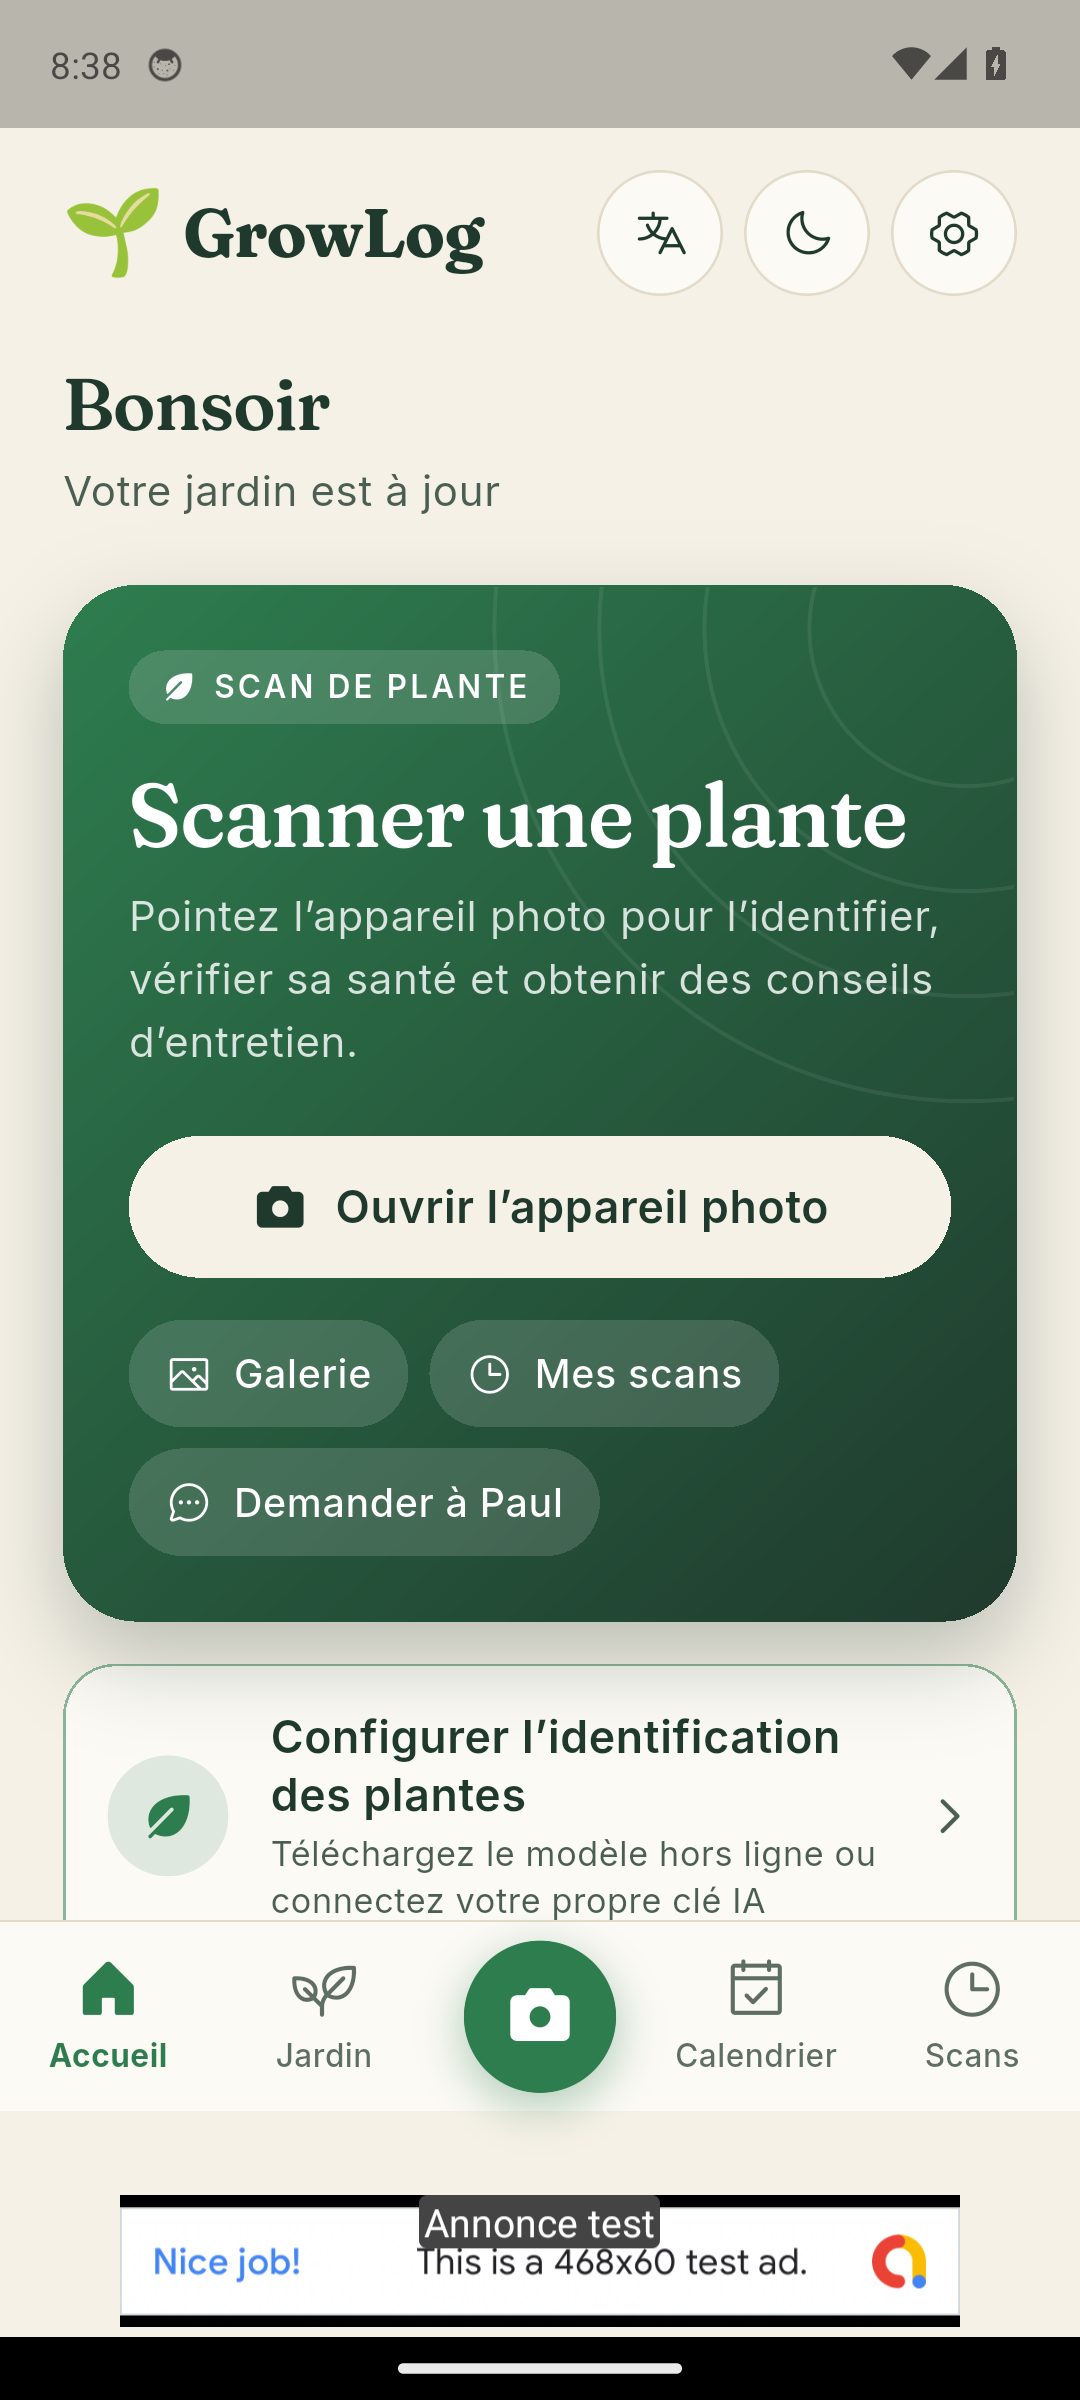 8:38
GrowLog
Bonsoir
Votre jardin est à jour
SCAN DE PLANTE
Scanner une plante
Pointez l’appareil photo pour l’identifier,
vérifier sa santé et obtenir des conseils
d’entretien.
Ouvrir l’appareil photo
Galerie
Mes scans
Demander à Paul
Configurer l’identification
des plantes
Téléchargez le modèle hors ligne ou
connectez votre propre clé IA
Accueil
Jardin
Calendrier
Scans
Annonce test
Nice job!
This is a 468x60 test ad.